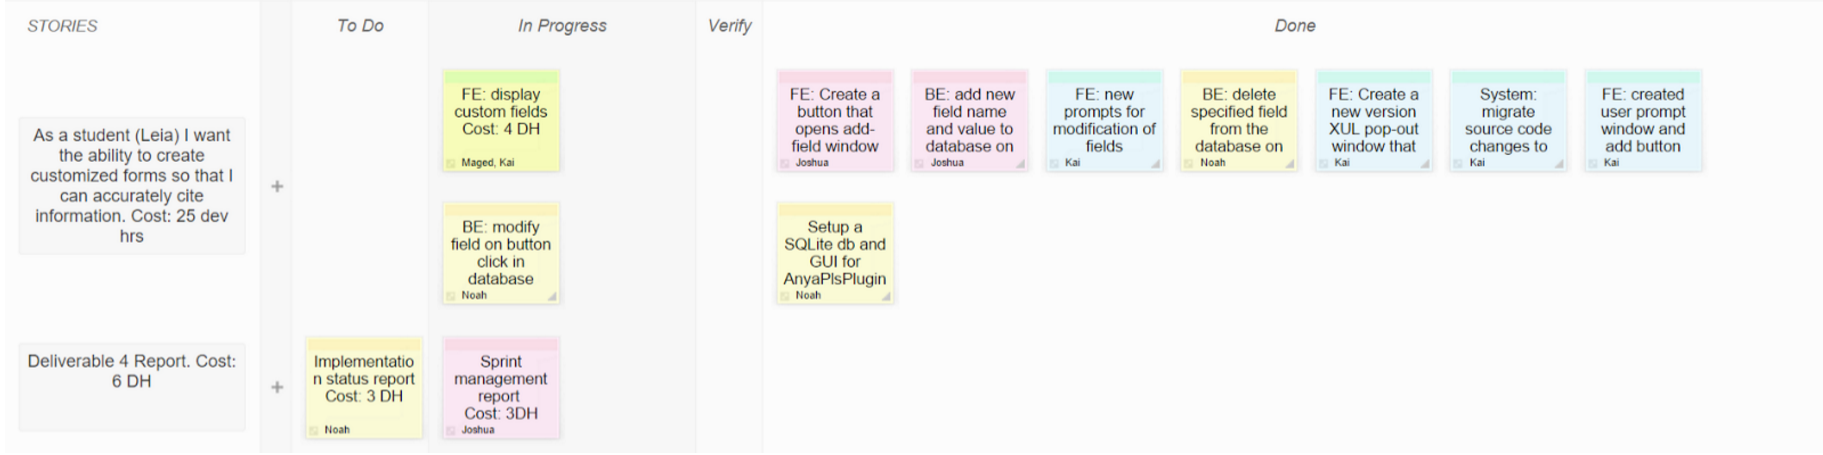 STORIES
To Do
In Progress
Verify
Done
As a student (Leia) I want
the ability to create
customized forms so that I
can accurately cite
information. Cost: 25 dev
hrs
+
FE: display
custom fields
Cost: 4 DH
Maged, Kai
BE: modify
field on button
click in
database
Noah
FE: Create a
button that
opens add-
field window
Joshua
BE: add new
field name
and value to
database on
Joshua
FE: new
prompts for
modification of
fields
Kai
BE: delete
specified field
from the
database on
Noah
FE: Create a
new version
XUL pop-out
window that
Kai
System:
migrate
source code
changes to
Kai
FE: created
user prompt
window and
add button
Kai
Setup a
SQLite db and
GUI for
AnyaPlsPlugin
Noah
Deliverable 4 Report. Cost:
6 DH
+
Implementatio
n status report
Cost: 3 DH
Noah
Sprint
management
report
Cost: 3DH
Joshua